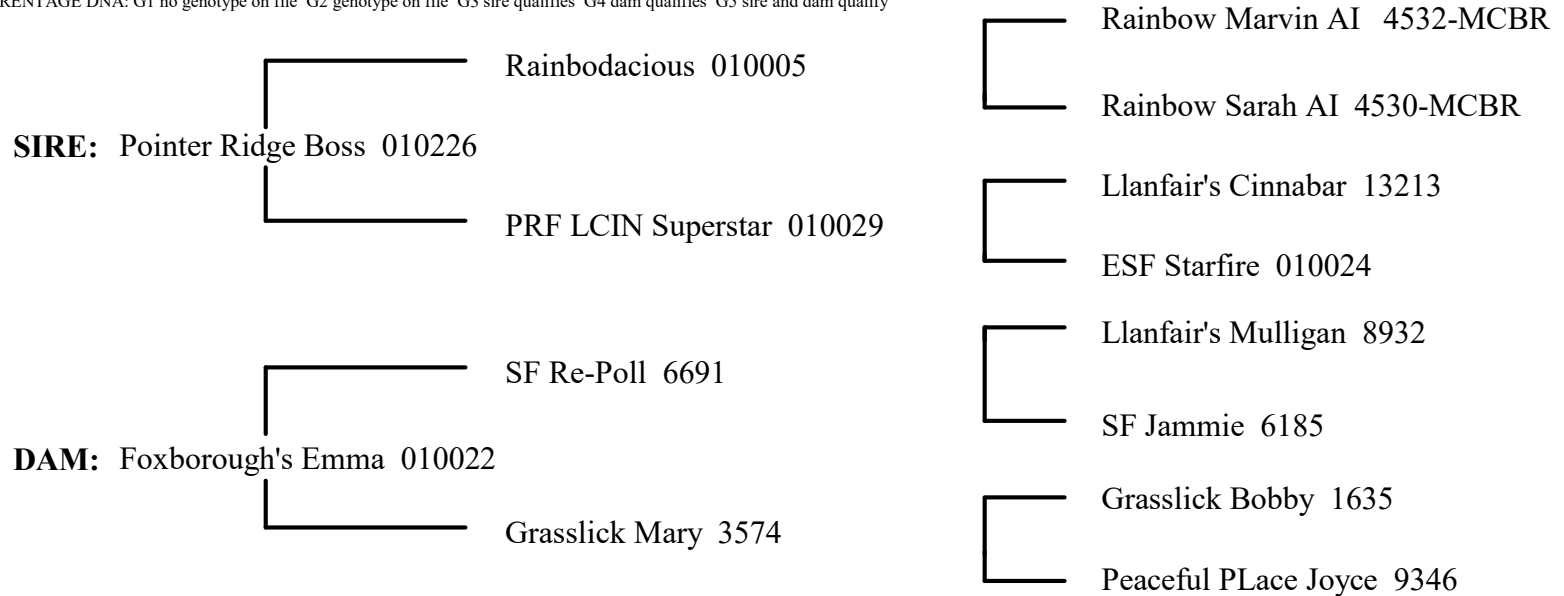 RENTAGE DNA: G1 no genotype on file G2 genotype on file G3 sire qualifies G4 dam qualifies G5 sire and dam qualify
Rainbow Marvin AI 4532-MCBR
Rainbodacious 010005
Rainbow Sarah AI 4530-MCBR
SIRE: Pointer Ridge Boss 010226
Llanfair's Cinnabar 13213
PRF LCIN Superstar 010029
ESF Starfire 010024
Llanfair's Mulligan 8932
SF Re-Poll 6691
SF Jammie 6185
DAM: Foxborough's Emma 010022
Grasslick Bobby 1635
Grasslick Mary 3574
Peaceful PLace Joyce 9346